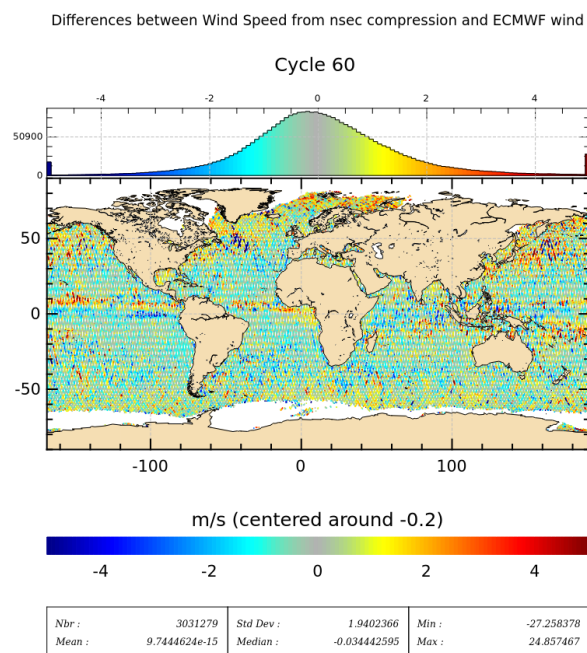 Differences between Wind Speed from nsec compression and ECMWF wind
Cycle 60
-4 -2 0 2 4
50900
0
50
0
-50
-100 0 100
m/s (centered around -0.2)
-4 -2 0 2 4
Nbr : 3031279 Std Dev : 1.9402366 Min : -27.258378
Mean : 9.7444624e-15 Median : -0.034442595 Max : 24.857467